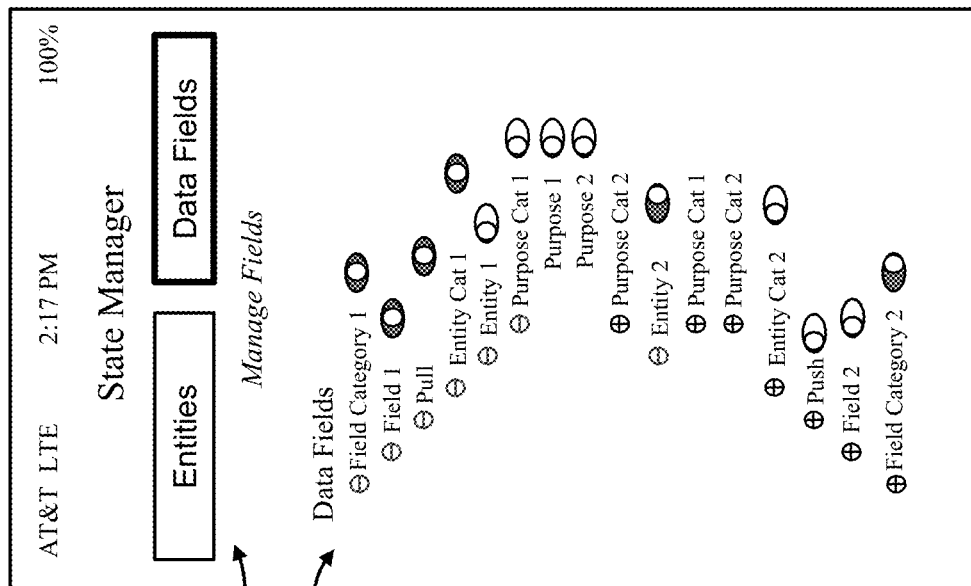 AT&T LTE 2:17 PM 100%
State Manager
Entities Data Fields
Manage Fields
Data Fields
⊖ Field Category 1
⊖ Field 1
⊖ Pull
⊖ Entity Cat 1
⊖ Entity 1
⊖ Purpose Cat 1
Purpose 1
Purpose 2
⊕ Purpose Cat 2
⊖ Entity 2
⊕ Purpose Cat 1
⊕ Purpose Cat 2
⊕ Entity Cat 2
⊕ Push
⊕ Field 2
⊕ Field Category 2